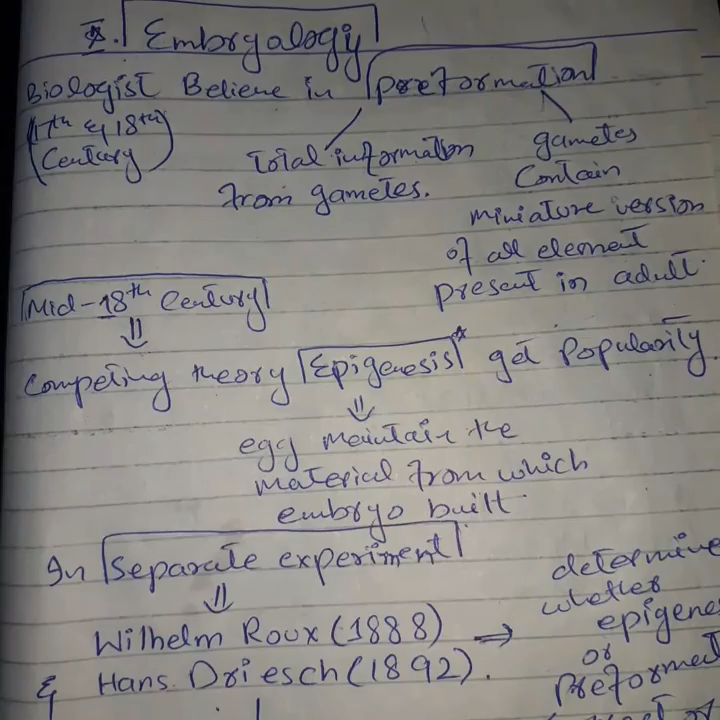 I. Embryology
Biologist Believe in preformation
(17th & 18th
Century)
Total information
from gametes.
gametes
Contain
miniature version
of all element
present in adult.
Mid-18th Century
⇓
Competing theory Epigenesis* get Popularity.
⇓
egg maintain the
material from which
embryo built.
In Separate experiment
⇓
Wilhelm Roux (1888) ⇒
& Hans Driesch (1892).
determine
whether
epigene
or
preformat